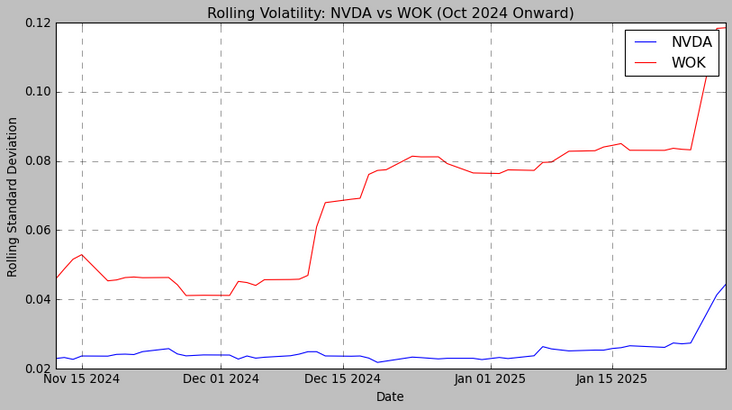 Rolling Volatility: NVDA vs WOK (Oct 2024 Onward)
0.12
0.10
0.08
0.06
0.04
0.02
Rolling Standard Deviation
NVDA
WOK
Nov 15 2024 Dec 01 2024 Dec 15 2024 Jan 01 2025 Jan 15 2025
Date